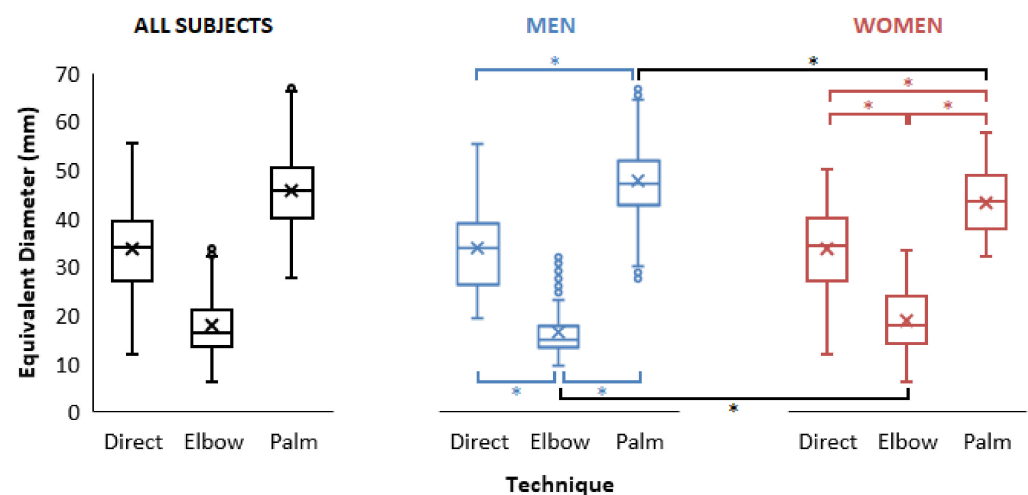 ALL SUBJECTS
MEN
WOMEN
Equivalent Diameter (mm)
70
60
50
40
30
20
10
0
* * * * *
* * *
Direct Elbow Palm
Direct Elbow Palm
Direct Elbow Palm
Technique